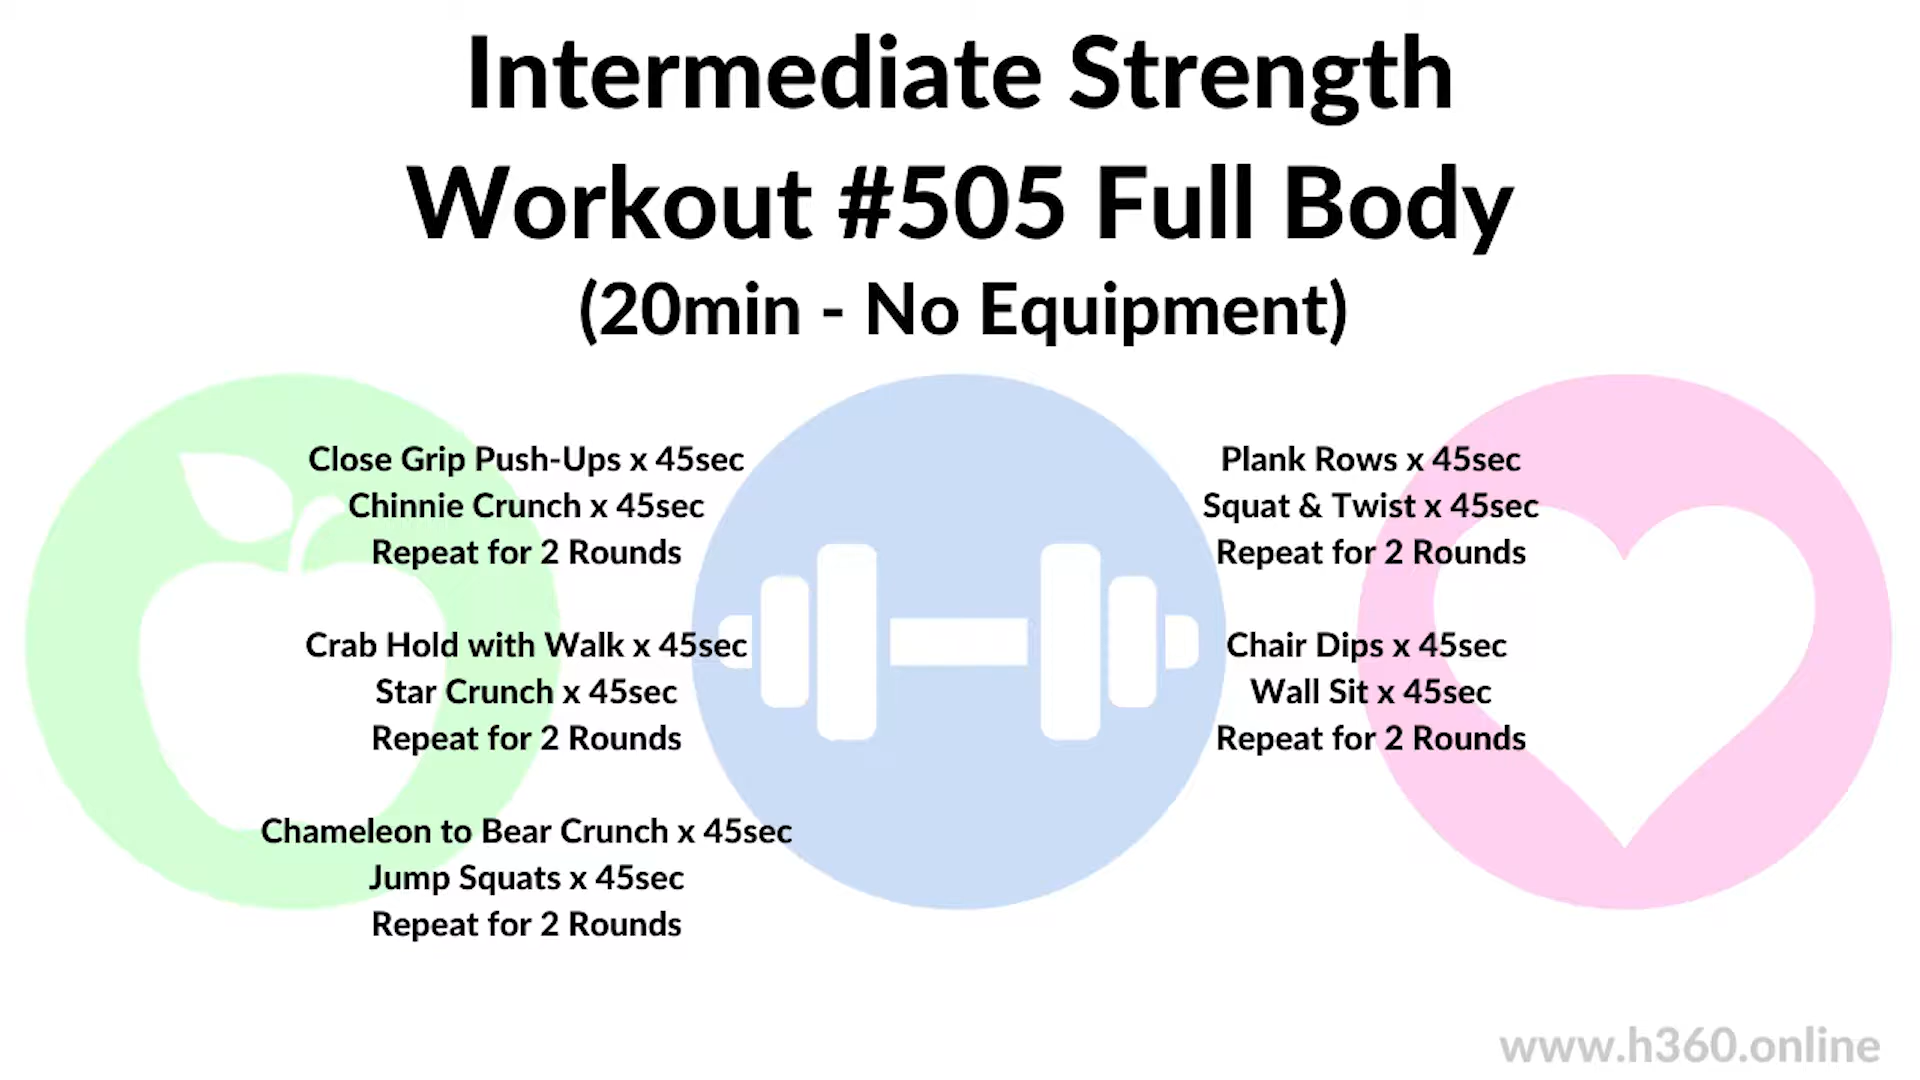 Intermediate Strength
Workout #505 Full Body
(20min - No Equipment)
Close Grip Push-Ups x 45sec
Chinnie Crunch x 45sec
Repeat for 2 Rounds
Crab Hold with Walk x 45sec
Star Crunch x 45sec
Repeat for 2 Rounds
Chameleon to Bear Crunch x 45sec
Jump Squats x 45sec
Repeat for 2 Rounds
Plank Rows x 45sec
Squat & Twist x 45sec
Repeat for 2 Rounds
Chair Dips x 45sec
Wall Sit x 45sec
Repeat for 2 Rounds
www.h360.online